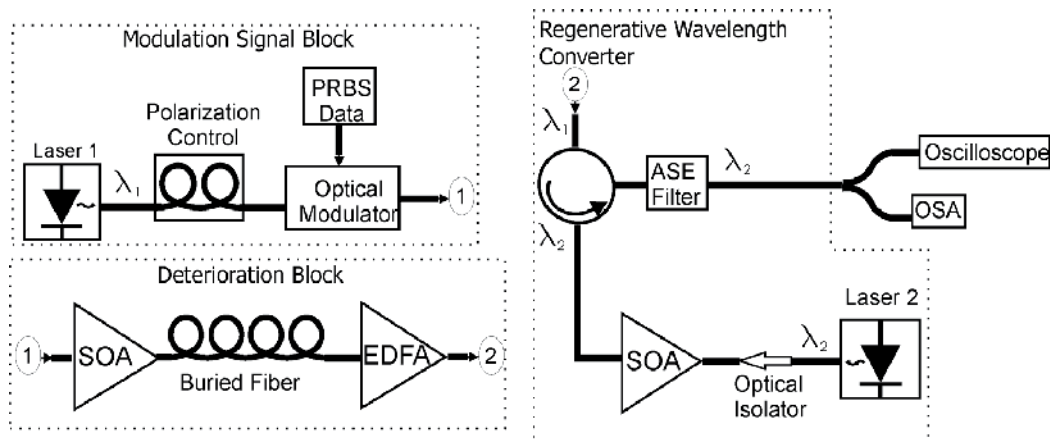 Modulation Signal Block
PRBS
Data
Polarization
Control
Laser 1
λ1
Optical
Modulator
1
Deterioration Block
1
SOA
Buried Fiber
EDFA
2
Regenerative Wavelength
Converter
2
λ1
ASE
Filter
λ2
Oscilloscope
OSA
λ2
Laser 2
SOA
λ2
Optical
Isolator